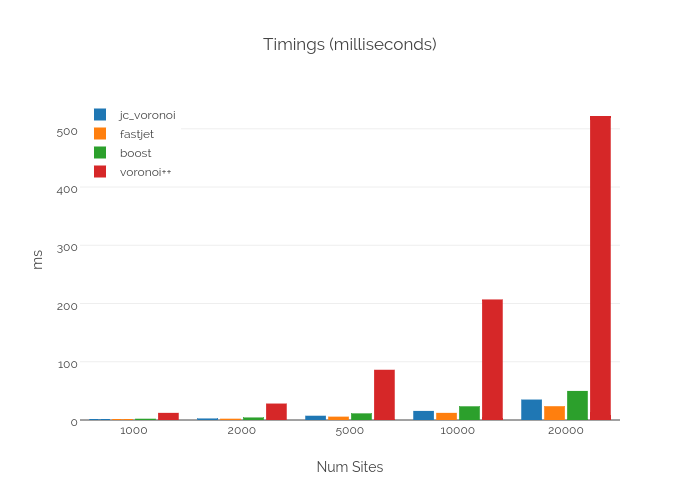 Timings (milliseconds)
jc_voronoi
fastjet
boost
voronoi++
500
400
300
200
100
0
ms
1000
2000
5000
10000
20000
Num Sites